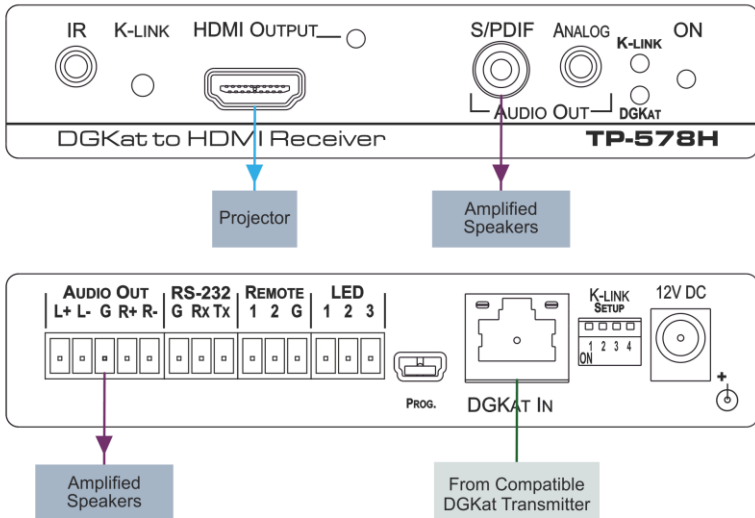 IR K-LINK HDMI OUTPUT S/PDIF ANALOG K-LINK ON
AUDIO OUT DGKAT
DGKat to HDMI Receiver TP-578H
Projector
Amplified
Speakers
AUDIO OUT RS-232 REMOTE LED K-LINK 12V DC
SETUP
L+ L- G R+ R- G Rx Tx 1 2 G 1 2 3
1 2 3 4
ON
PROG. DGKAT IN +
Amplified
Speakers
From Compatible
DGKat Transmitter